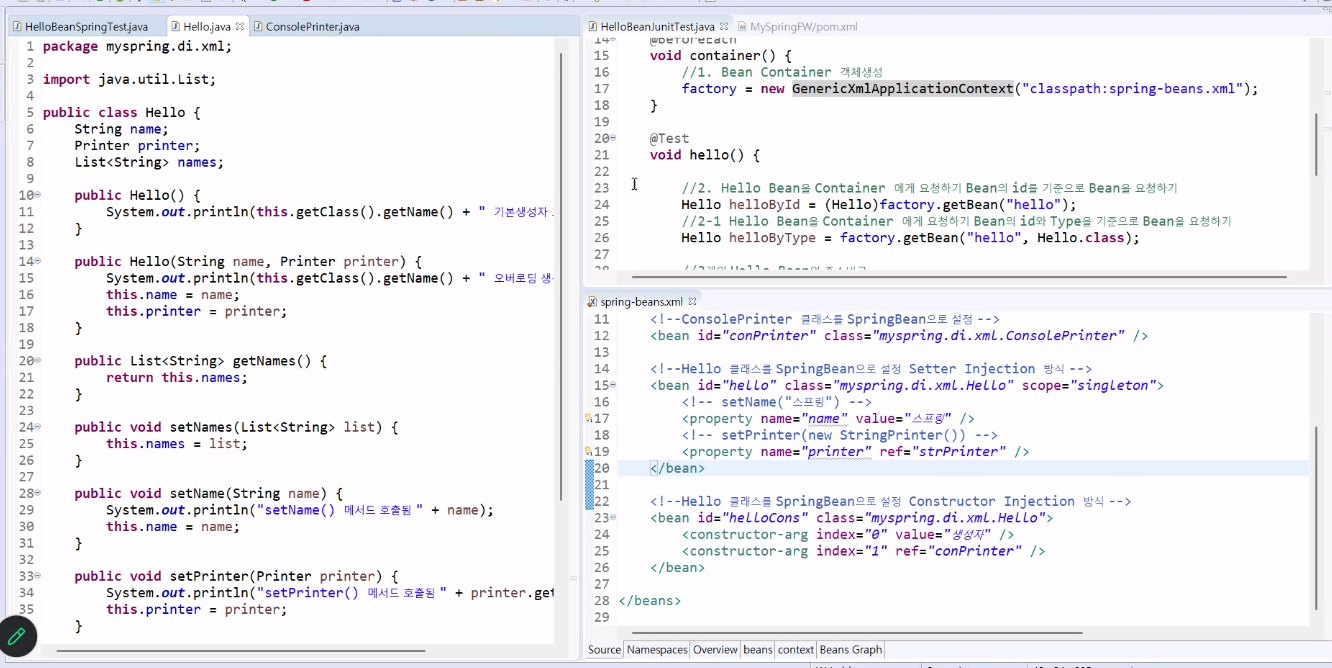 HelloBeanSpringTest.java
Hello.java
ConsolePrinter.java
1 package myspring.di.xml;
2
3 import java.util.List;
4
5 public class Hello {
6 String name;
7 Printer printer;
8 List<String> names;
9
10 public Hello() {
11 System.out.println(this.getClass().getName() + " 기본생성자
12 }
13
14 public Hello(String name, Printer printer) {
15 System.out.println(this.getClass().getName() + " 오버로딩
16 this.name = name;
17 this.printer = printer;
18 }
19
20 public List<String> getNames() {
21 return this.names;
22 }
23
24 public void setNames(List<String> list) {
25 this.names = list;
26 }
27
28 public void setName(String name) {
29 System.out.println("setName() 메서드 호출됨 " + name);
30 this.name = name;
31 }
32
33 public void setPrinter(Printer printer) {
34 System.out.println("setPrinter() 메서드 호출됨 " + printer.get
35 this.printer = printer;
}
HelloBeanJunitTest.java
MySpringFW/pom.xml
14 @BeforeEach
15 void container() {
16 //1. Bean Container 객체생성
17 factory = new GenericXmlApplicationContext("classpath:spring-beans.xml");
18 }
19
20 @Test
21 void hello() {
22
23 //2. Hello Bean을 Container 에게 요청하기 Bean의 id를 기준으로 Bean을 요청하기
24 Hello helloById = (Hello)factory.getBean("hello");
25 //2-1 Hello Bean을 Container 에게 요청하기 Bean의 id와 Type을 기준으로 Bean을 요청하기
26 Hello helloByType = factory.getBean("hello", Hello.class);
27
spring-beans.xml
11 <!--ConsolePrinter 클래스를 SpringBean으로 설정 -->
12 <bean id="conPrinter" class="myspring.di.xml.ConsolePrinter" />
13
14 <!--Hello 클래스를 SpringBean으로 설정 Setter Injection 방식 -->
15 <bean id="hello" class="myspring.di.xml.Hello" scope="singleton">
16 <!-- setName("스프링") -->
17 <property name="name" value="스프링" />
18 <!-- setPrinter(new StringPrinter()) -->
19 <property name="printer" ref="strPrinter" />
20 </bean>
21
22 <!--Hello 클래스를 SpringBean으로 설정 Constructor Injection 방식 -->
23 <bean id="helloCons" class="myspring.di.xml.Hello">
24 <constructor-arg index="0" value="생성자" />
25 <constructor-arg index="1" ref="conPrinter" />
26 </bean>
27
28 </beans>
29
Source Namespaces Overview beans context Beans Graph